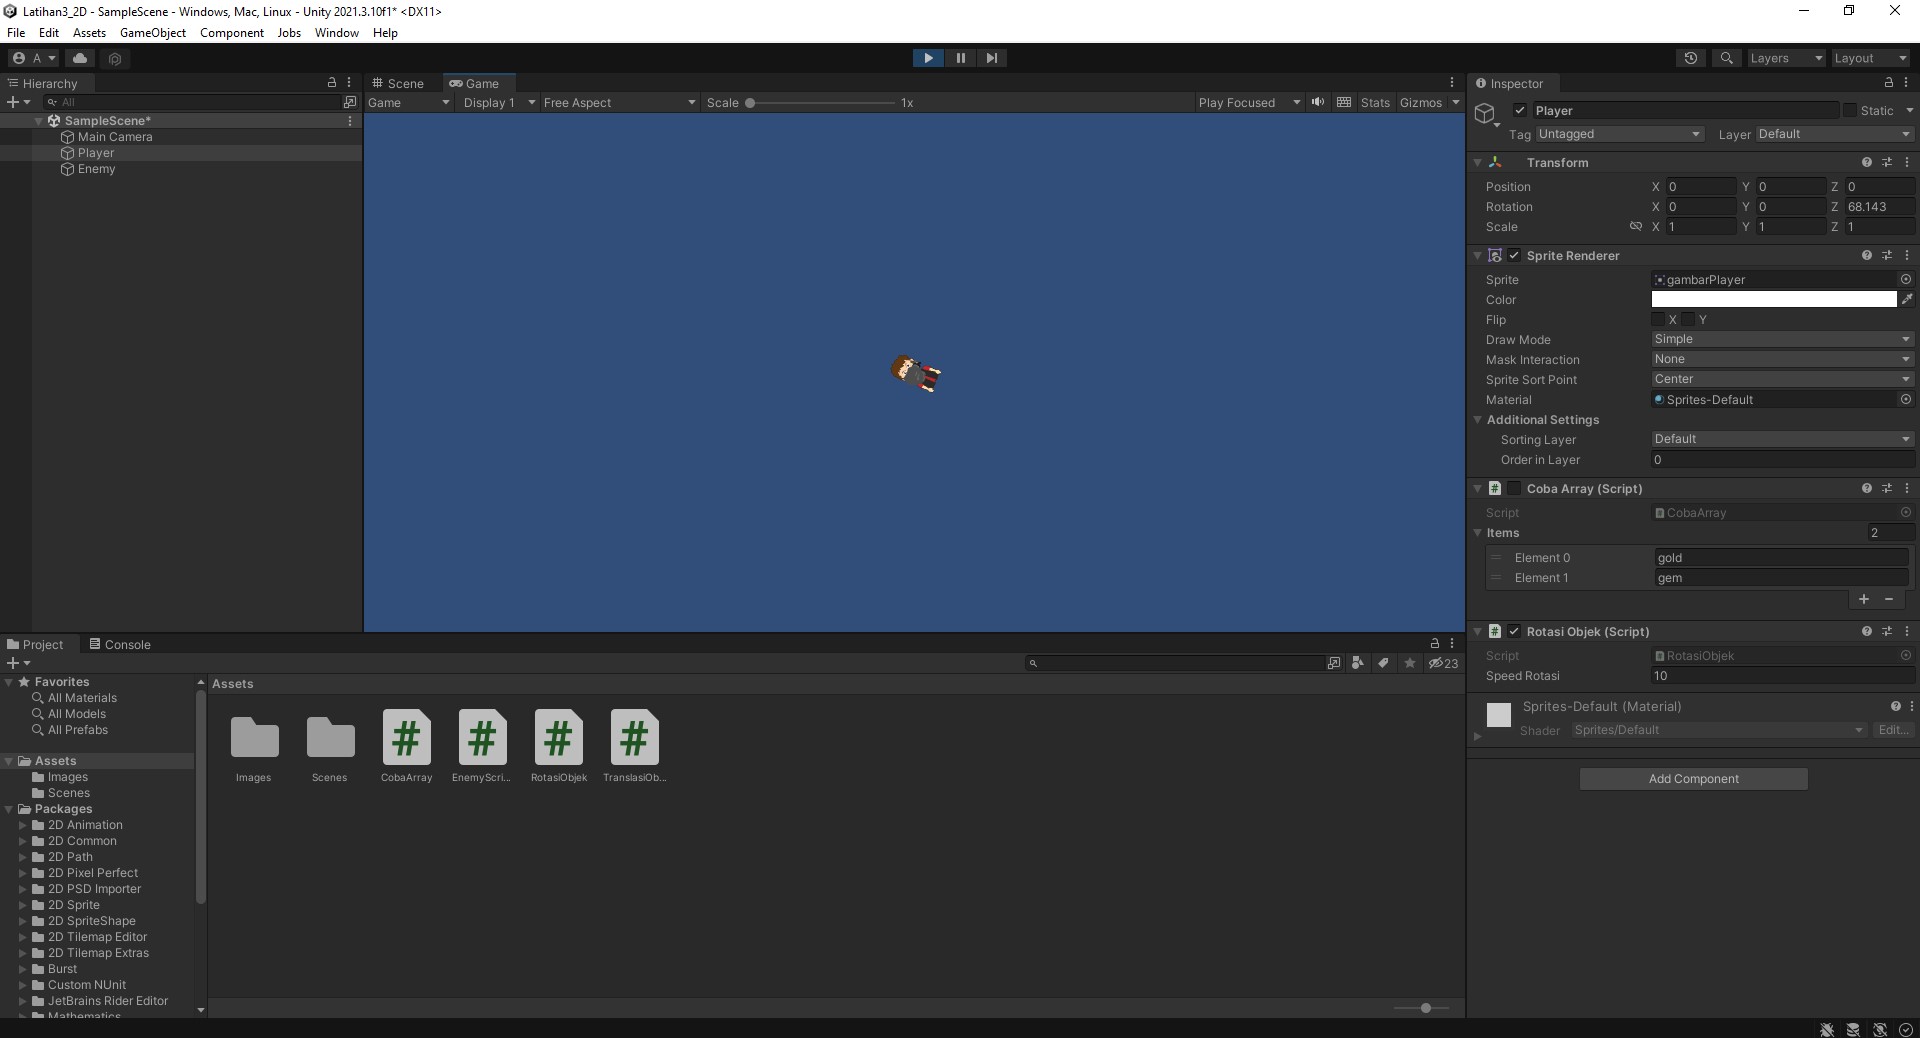 Latihan3_2D - SampleScene - Windows, Mac, Linux - Unity 2021.3.10f1* <DX11>
File Edit Assets GameObject Component Jobs Window Help
A Layers Layout
Hierarchy
All
SampleScene*
Main Camera
Player
Enemy
Scene Game
Game Display 1 Free Aspect Scale 1x Play Focused Stats Gizmos
Inspector
Player Static
Tag Untagged Layer Default
Transform
Position X 0 Y 0 Z 0
Rotation X 0 Y 0 Z 68.143
Scale X 1 Y 1 Z 1
Sprite Renderer
Sprite gambarPlayer
Color
Flip X Y
Draw Mode Simple
Mask Interaction None
Sprite Sort Point Center
Material Sprites-Default
Additional Settings
Sorting Layer Default
Order in Layer 0
Coba Array (Script)
Script CobaArray
Items 2
Element 0 gold
Element 1 gem
Rotasi Objek (Script)
Script RotasiObjek
Speed Rotasi 10
Sprites-Default (Material)
Shader Sprites/Default Edit...
Add Component
Project Console
23
Favorites
All Materials
All Models
All Prefabs
Assets
Images
Scenes
Packages
2D Animation
2D Common
2D Path
2D Pixel Perfect
2D PSD Importer
2D Sprite
2D SpriteShape
2D Tilemap Editor
2D Tilemap Extras
Burst
Custom NUnit
JetBrains Rider Editor
Mathematics
Assets
Images Scenes CobaArray EnemyScri... RotasiObjek TranslasiOb...